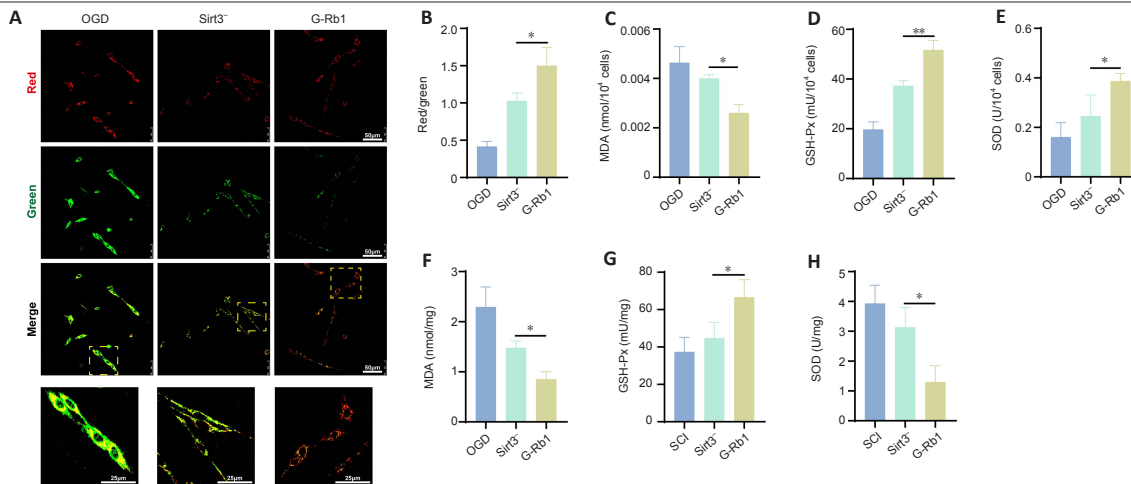 A
OGD
Sirt3⁻
G-Rb1
Red
50μm
Green
50μm
Merge
50μm
25μm
25μm
25μm
B
Red/green
2.0
1.5
1.0
0.5
0
*
OGD
Sirt3⁻
G-Rb1
C
MDA (nmol/10⁴ cells)
0.006
0.004
0.002
0
*
OGD
Sirt3⁻
G-Rb1
D
GSH-Px (mU/10⁴ cells)
60
40
20
0
**
OGD
Sirt3⁻
G-Rb1
E
SOD (U/10⁴ cells)
0.6
0.4
0.2
0
*
OGD
Sirt3⁻
G-Rb1
F
MDA (nmol/mg)
3
2
1
0
*
OGD
Sirt3⁻
G-Rb1
G
GSH-Px (mU/mg)
80
60
40
20
0
*
SCI
Sirt3⁻
G-Rb1
H
SOD (U/mg)
5
4
3
2
1
0
*
SCI
Sirt3⁻
G-Rb1